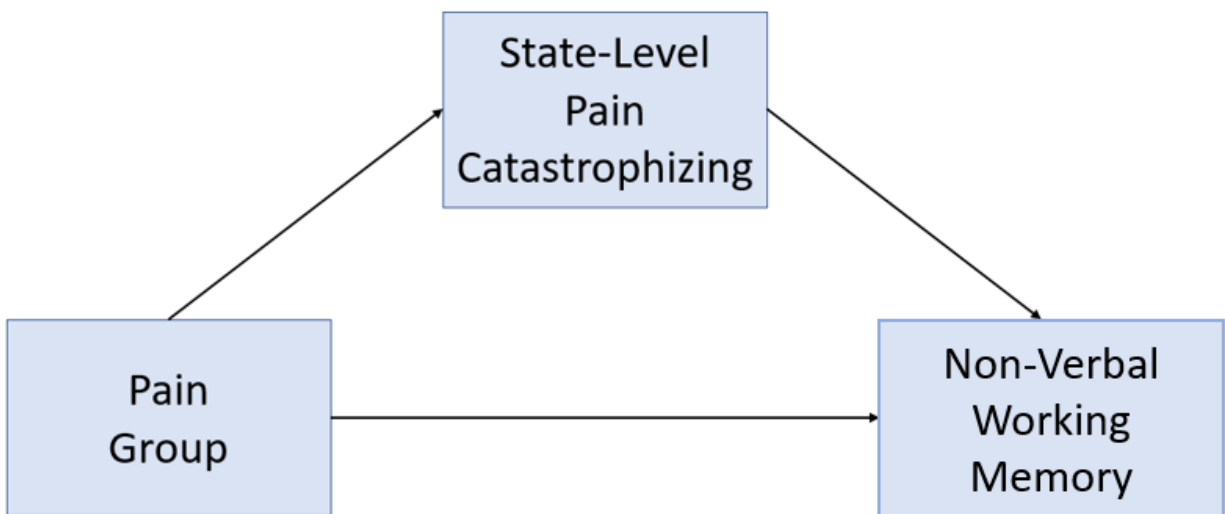 State-Level
Pain
Catastrophizing
Pain
Group
Non-Verbal
Working
Memory